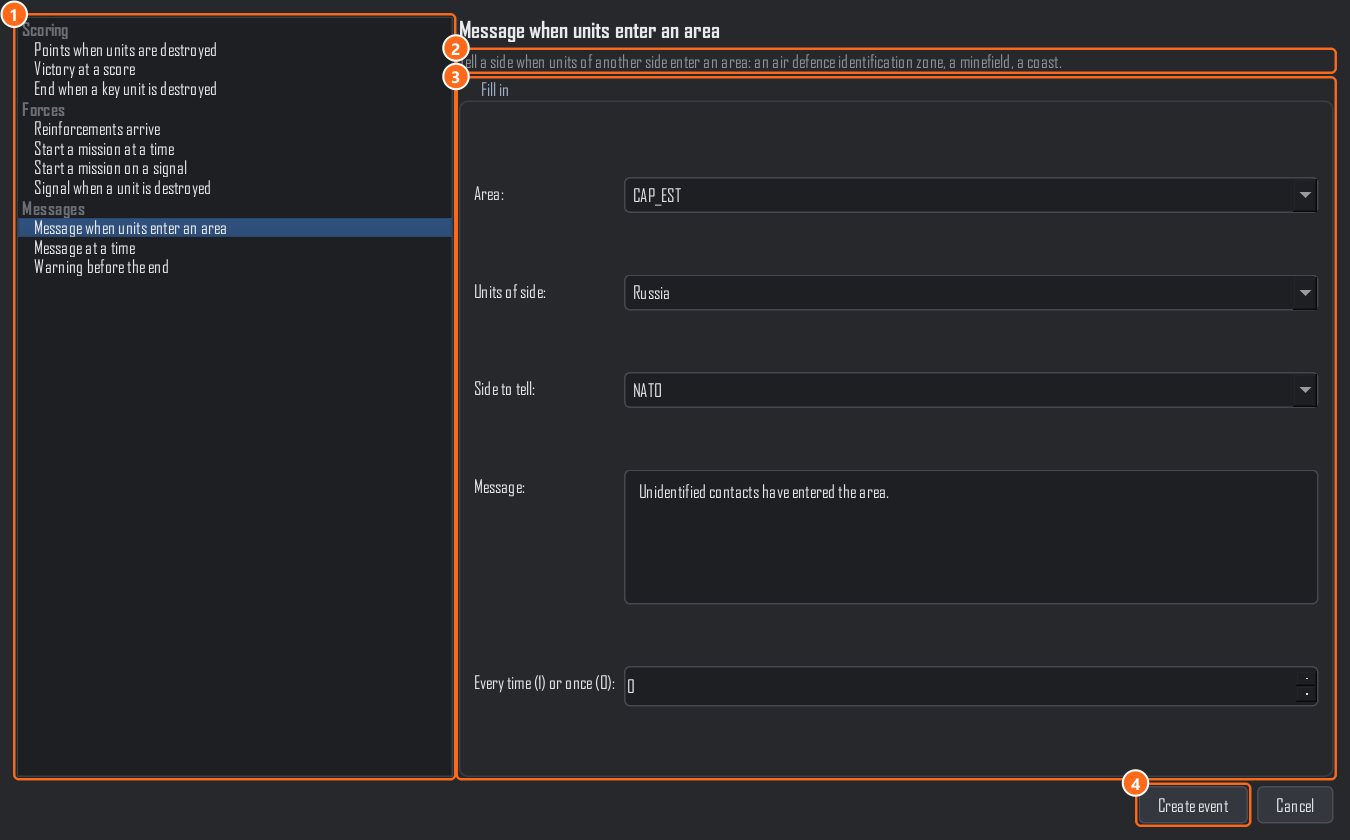 1
Scoring
Points when units are destroyed
Victory at a score
End when a key unit is destroyed
Forces
Reinforcements arrive
Start a mission at a time
Start a mission on a signal
Signal when a unit is destroyed
Messages
Message when units enter an area
Message at a time
Warning before the end
Message when units enter an area
2
ell a side when units of another side enter an area: an air defence identification zone, a minefield, a coast.
3
Fill in
Area:
CAP_EST
Units of side:
Russia
Side to tell:
NATO
Message:
Unidentified contacts have entered the area.
Every time (1) or once (0):
0
4
Create event
Cancel